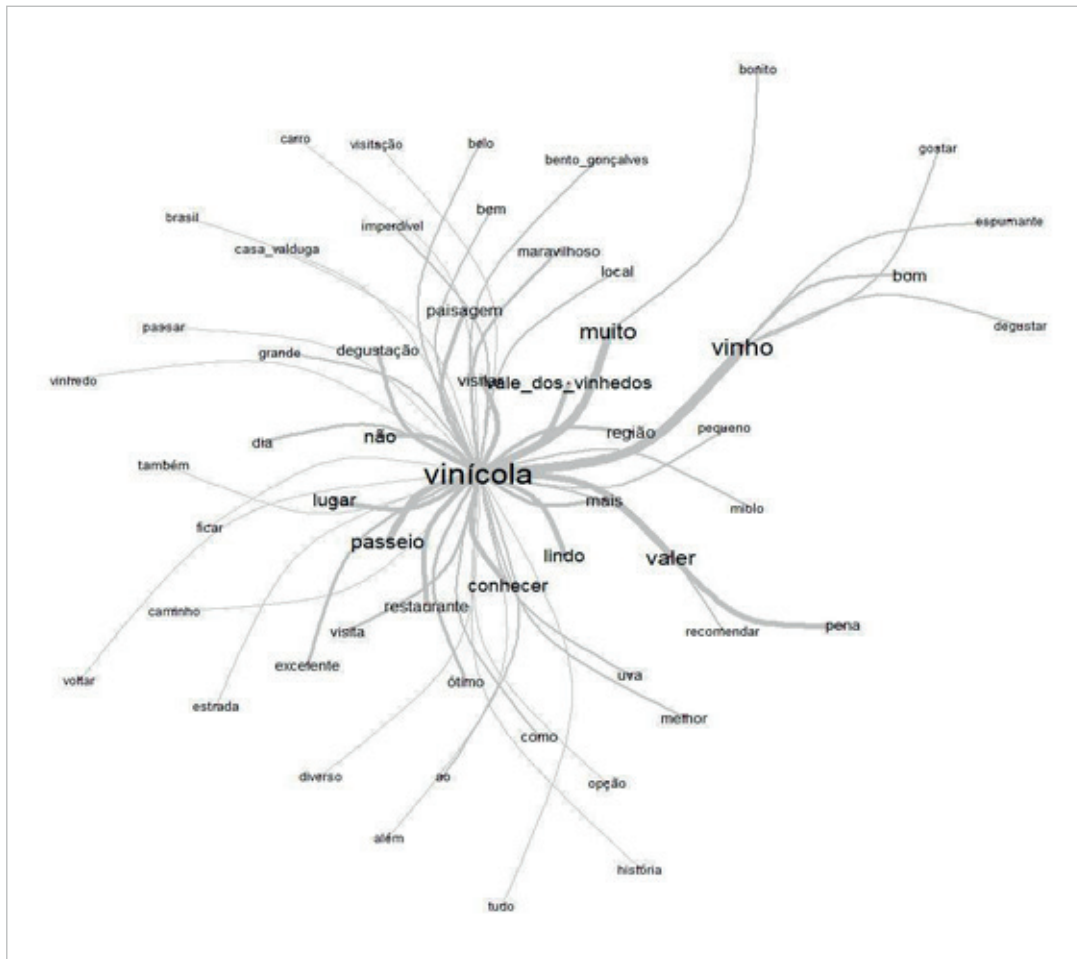 bonito
carro
visitação
belo
gostar
bento_gonçalves
bem
brasil
imperdível
espumante
casa_valduga
maravilhoso
local
bom
paisagem
passar
muito
degustar
vinho
degustação
grande
vinhedo
vale_dos_vinhedos
região
pequeno
não
dia
também
vinícola
lugar
mais
miolo
ficar
passeio
lindo
valer
conhecer
caminho
restaurante
pena
visita
recomendar
excelente
uva
voltar
ótimo
estrada
melhor
como
diverso
ao
opção
além
história
tudo